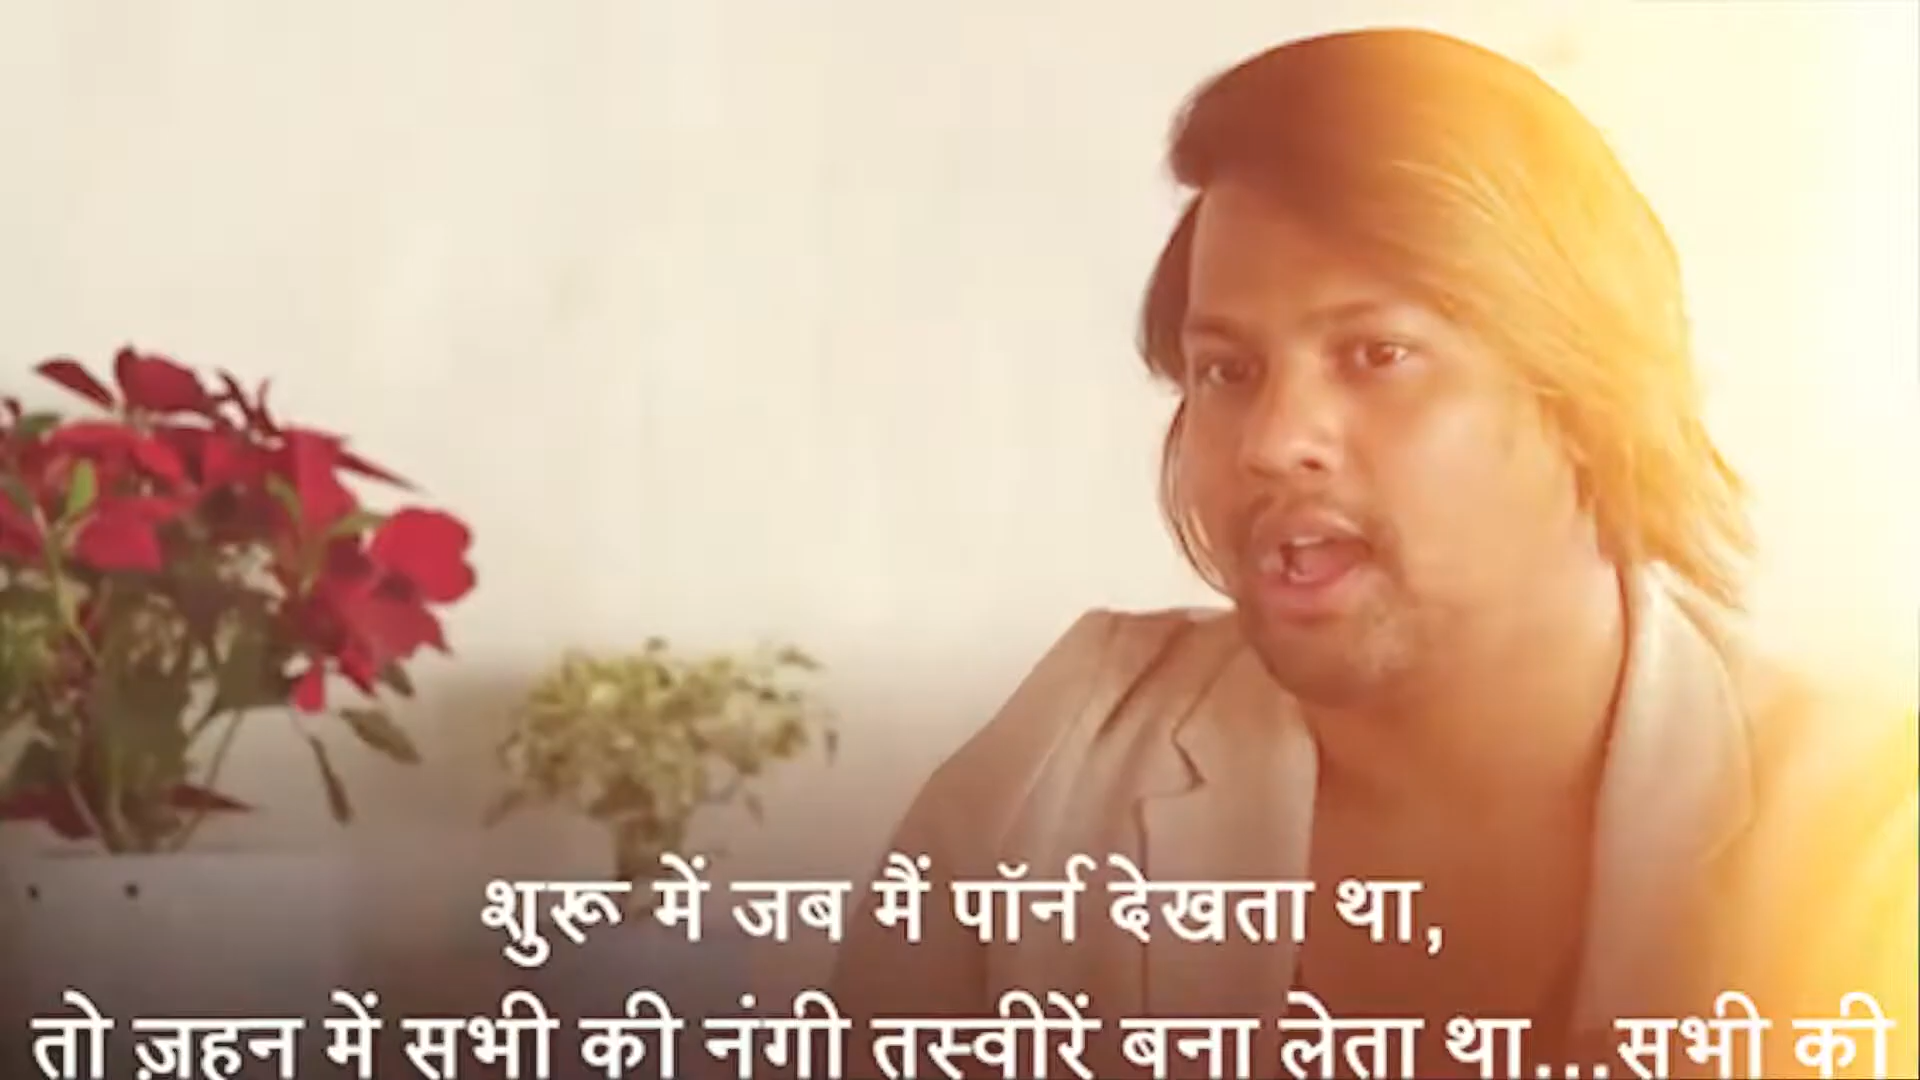 शुरू में जब मैं पॉर्न देखता था,
तो ज़हन में सभी की नंगी तस्वीरें बना लेता था...सभी की